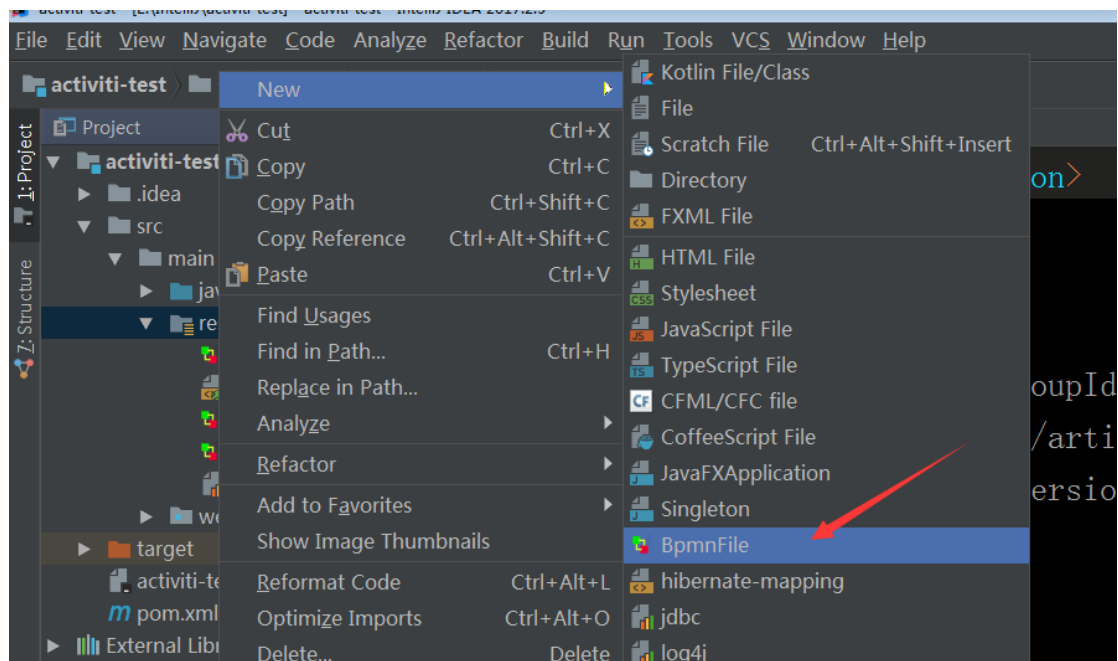 File Edit View Navigate Code Analyze Refactor Build Run Tools VCS Window Help
activiti-test
1: Project
Z: Structure
Project
activiti-test
.idea
src
main
target
pom.xml
New
Cut Ctrl+X
Copy Ctrl+C
Copy Path Ctrl+Shift+C
Copy Reference Ctrl+Alt+Shift+C
Paste Ctrl+V
Find Usages
Find in Path... Ctrl+H
Replace in Path...
Analyze
Refactor
Add to Favorites
Show Image Thumbnails
Reformat Code Ctrl+Alt+L
Optimize Imports Ctrl+Alt+O
Delete... Delete
Kotlin File/Class
File
Scratch File Ctrl+Alt+Shift+Insert
Directory
FXML File
HTML File
Stylesheet
JavaScript File
TypeScript File
CFML/CFC file
CoffeeScript File
JavaFXApplication
Singleton
BpmnFile
hibernate-mapping
jdbc
log4j
on>
oupId
/arti
ersio